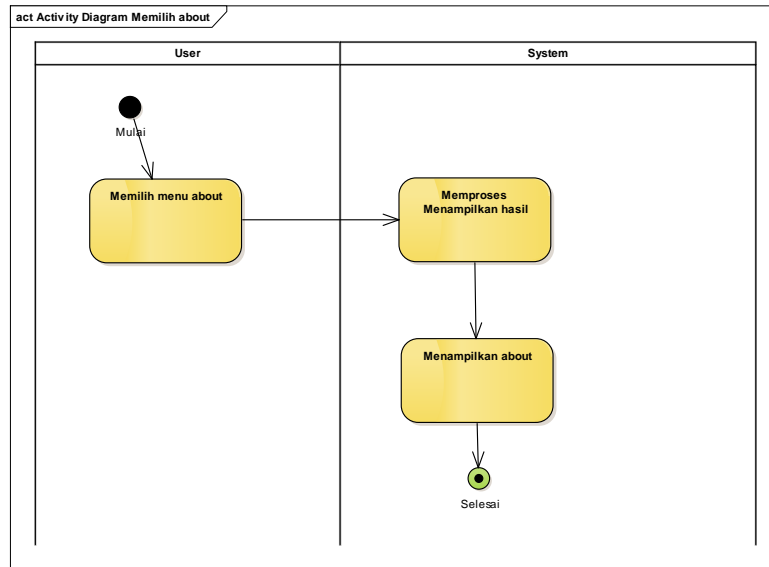 act Activity Diagram Memilih about
User
System
Mulai
Memilih menu about
Memproses
Menampilkan hasil
Menampilkan about
Selesai